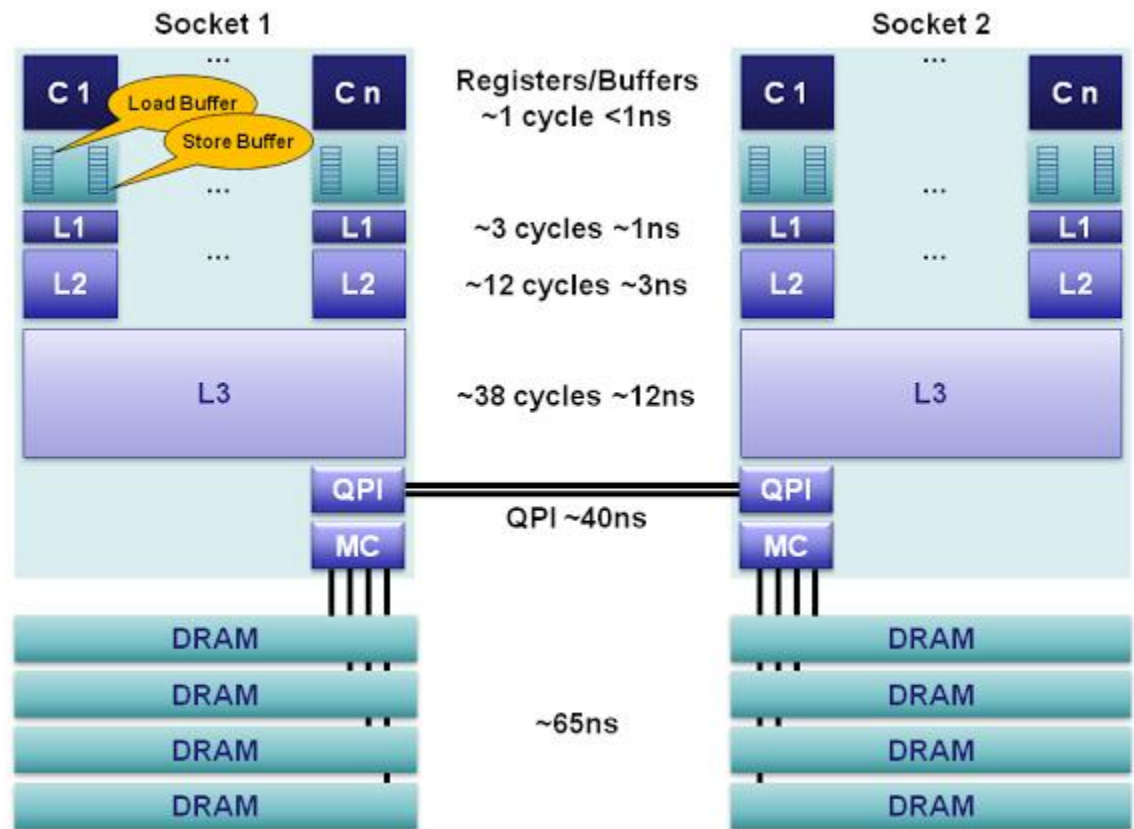 Socket 1
Socket 2
...
...
C 1
C n
Registers/Buffers
~1 cycle <1ns
C 1
C n
Load Buffer
Store Buffer
...
...
L1
L1
~3 cycles ~1ns
L1
L1
...
...
L2
L2
~12 cycles ~3ns
L2
L2
L3
~38 cycles ~12ns
L3
QPI
QPI
QPI ~40ns
MC
MC
DRAM
DRAM
DRAM
DRAM
~65ns
DRAM
DRAM
DRAM
DRAM